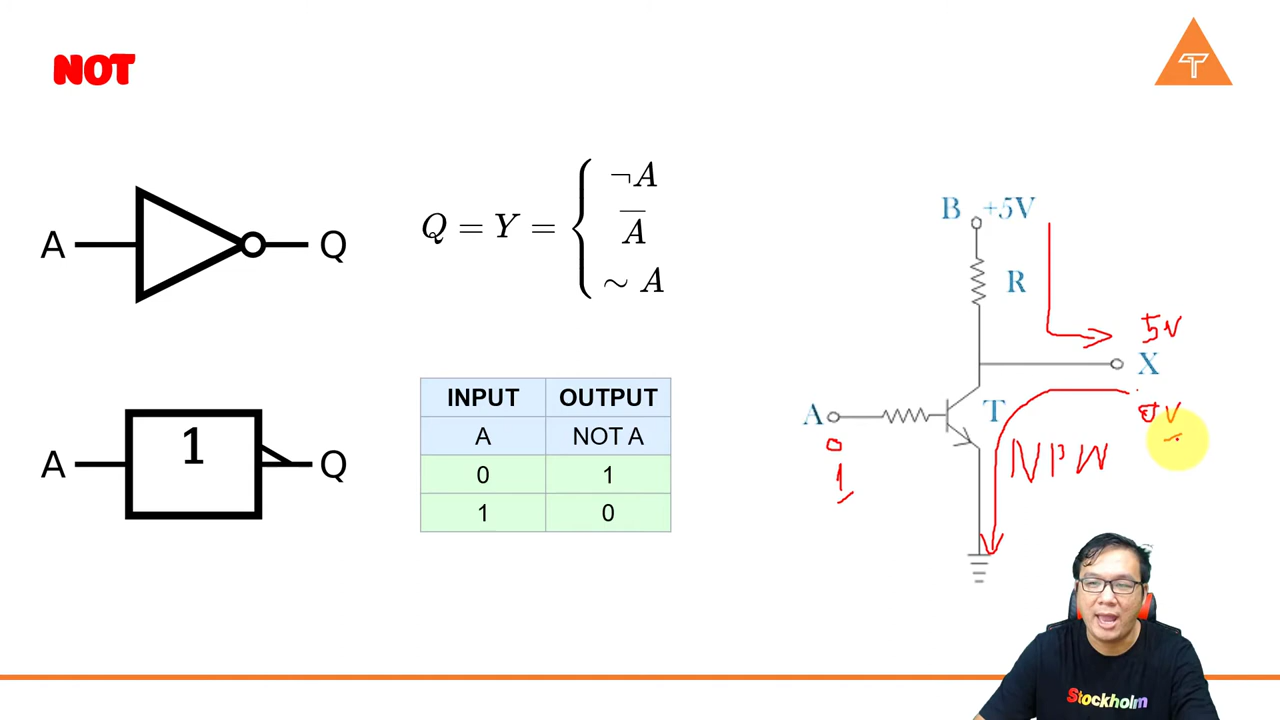 NOT
T
A
Q
Q = Y = { ¬A
A̅
~ A
A
1
Q
INPUT OUTPUT
A NOT A
0 1
1 0
B +5V
R
5V
X
A
T
0V
0
1
NPN
Stockholm